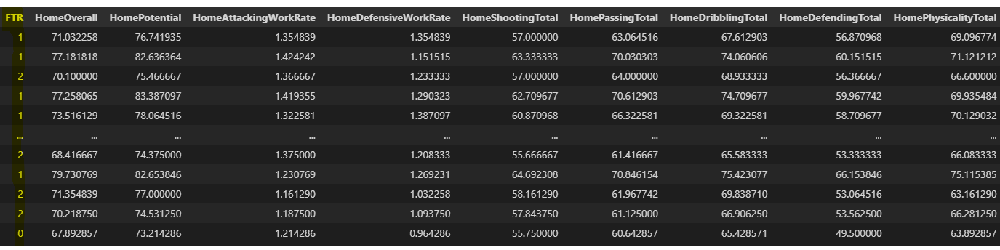 FTR HomeOverall HomePotential HomeAttackingWorkRate HomeDefensiveWorkRate HomeShootingTotal HomePassingTotal HomeDribblingTotal HomeDefendingTotal HomePhysicalityTotal
1 71.032258 76.741935 1.354839 1.354839 57.000000 63.064516 67.612903 56.870968 69.096774
1 77.181818 82.636364 1.424242 1.151515 63.333333 70.030303 74.060606 60.151515 71.121212
2 70.100000 75.466667 1.366667 1.233333 57.000000 64.000000 68.933333 56.366667 66.600000
1 77.258065 83.387097 1.419355 1.290323 62.709677 70.612903 74.709677 59.967742 69.935484
1 73.516129 78.064516 1.322581 1.387097 60.870968 66.322581 69.322581 58.709677 70.129032
... ... ... ... ... ... ... ... ... ...
2 68.416667 74.375000 1.375000 1.208333 55.666667 61.416667 65.583333 53.333333 66.083333
1 79.730769 82.653846 1.230769 1.269231 64.692308 70.846154 75.423077 66.153846 75.115385
2 71.354839 77.000000 1.161290 1.032258 58.161290 61.967742 69.838710 53.064516 63.161290
2 70.218750 74.531250 1.187500 1.093750 57.843750 61.125000 66.906250 53.562500 66.281250
0 67.892857 73.214286 1.214286 0.964286 55.750000 60.642857 65.428571 49.500000 63.892857